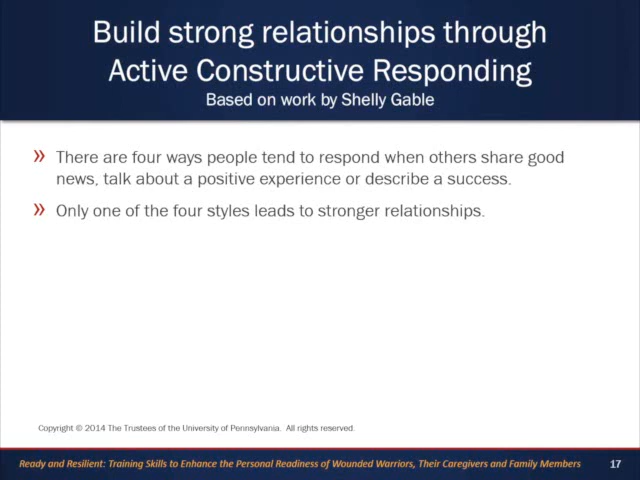 Build strong relationships through
Active Constructive Responding
Based on work by Shelly Gable
» There are four ways people tend to respond when others share good
news, talk about a positive experience or describe a success.
» Only one of the four styles leads to stronger relationships.
Copyright © 2014 The Trustees of the University of Pennsylvania. All rights reserved.
Ready and Resilient: Training Skills to Enhance the Personal Readiness of Wounded Warriors, Their Caregivers and Family Members 17